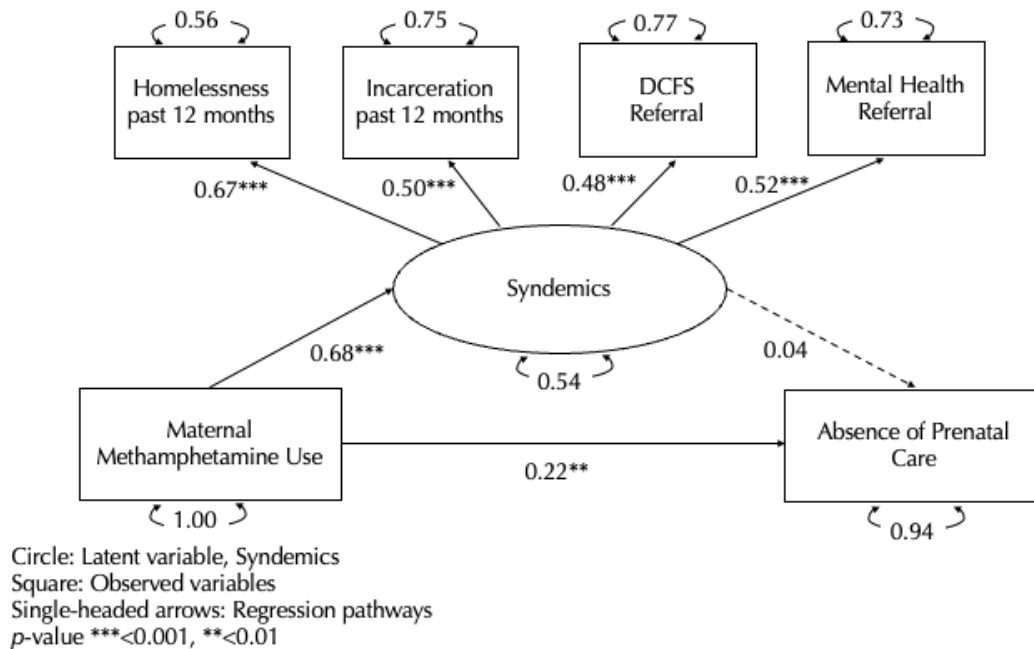 0.56
0.75
0.77
0.73
Homelessness
past 12 months
Incarceration
past 12 months
DCFS
Referral
Mental Health
Referral
0.67***
0.50***
0.48***
0.52***
Syndemics
0.68***
0.54
0.04
Maternal
Methamphetamine Use
0.22**
Absence of Prenatal
Care
1.00
0.94
Circle: Latent variable, Syndemics
Square: Observed variables
Single-headed arrows: Regression pathways
p-value ***<0.001, **<0.01